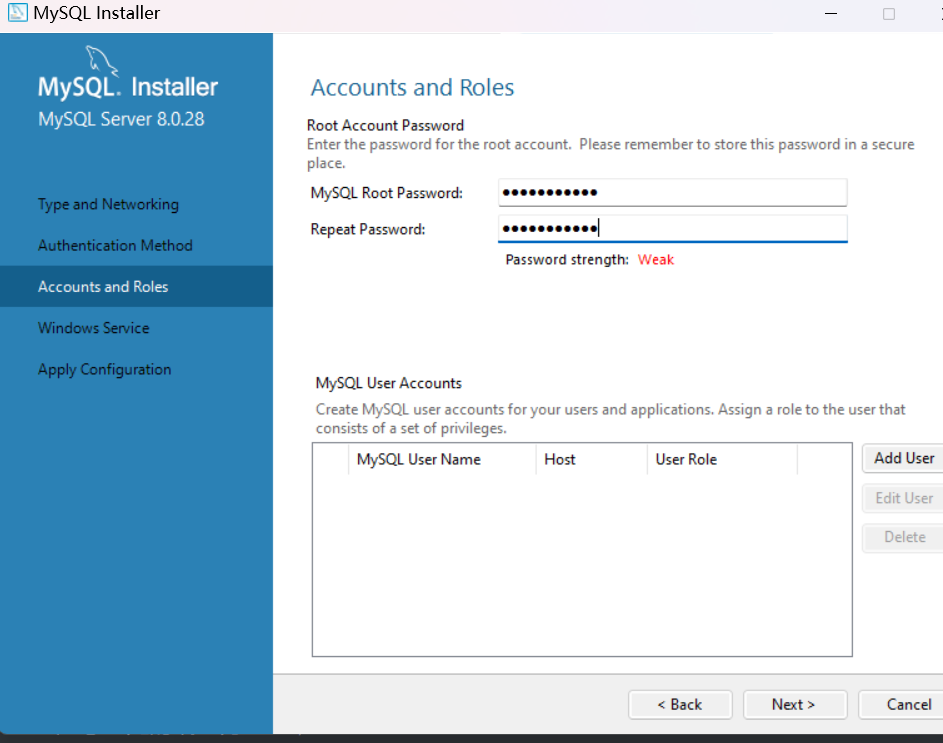 MySQL Installer
MySQL. Installer
MySQL Server 8.0.28
Type and Networking
Authentication Method
Accounts and Roles
Windows Service
Apply Configuration
Accounts and Roles
Root Account Password
Enter the password for the root account. Please remember to store this password in a secure
place.
MySQL Root Password: •••••••••••
Repeat Password: •••••••••••
Password strength: Weak
MySQL User Accounts
Create MySQL user accounts for your users and applications. Assign a role to the user that
consists of a set of privileges.
MySQL User Name Host User Role
Add User
Edit User
Delete
< Back Next > Cancel